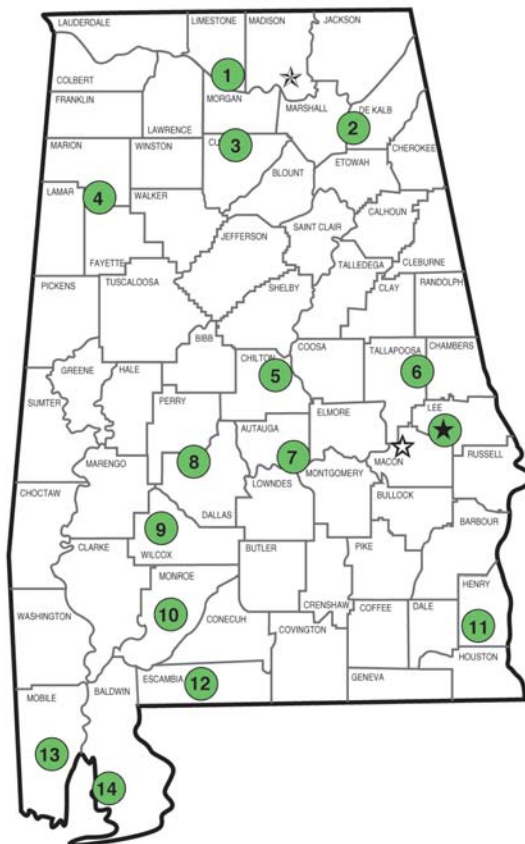 LAUDERDALE
LIMESTONE
MADISON
JACKSON
COLBERT
1
FRANKLIN
MORGAN
MARSHALL
DE KALB
LAWRENCE
2
MARION
WINSTON
CU
3
CHEROKEE
BLOUNT
ETOWAH
LAMAR
4
WALKER
CALHOUN
SAINT CLAIR
JEFFERSON
FAYETTE
TALLEDEGA
CLEBURNE
PICKENS
TUSCALOOSA
SHELBY
CLAY
RANDOLPH
BIBB
COOSA
GREENE
HALE
CHILTON
TALLAPOOSA
CHAMBERS
5
6
SUMTER
PERRY
ELMORE
LEE
AUTAUGA
MARENGO
8
7
MACON
RUSSELL
MONTGOMERY
LOWNDES
CHOCTAW
DALLAS
BULLOCK
9
BARBOUR
CLARKE
WILCOX
BUTLER
PIKE
MONROE
HENRY
WASHINGTON
10
CONECUH
CRENSHAW
COFFEE
DALE
11
COVINGTON
HOUSTON
ESCAMBIA
12
GENEVA
MOBILE
BALDWIN
13
14